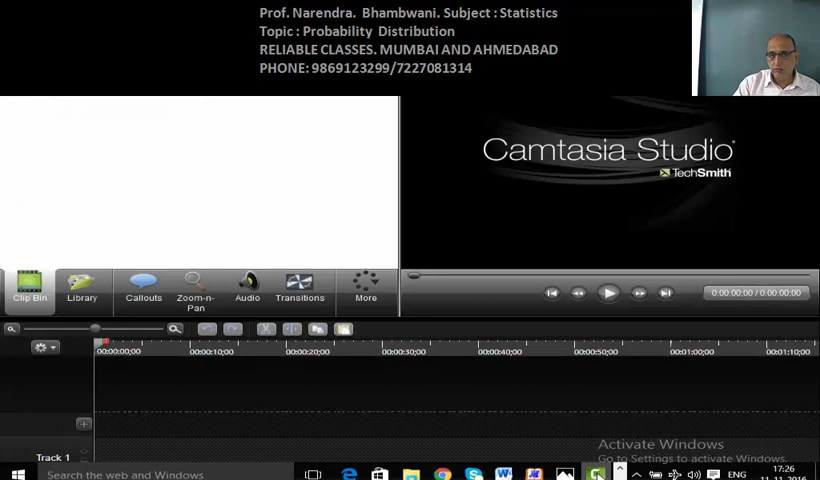 Prof. Narendra. Bhambwani. Subject : Statistics
Topic : Probability Distribution
RELIABLE CLASSES. MUMBAI AND AHMEDABAD
PHONE: 9869123299/7227081314
Camtasia Studio
TechSmith
Clip Bin
Library
Callouts
Zoom-n-Pan
Audio
Transitions
More
0:00:00;00 / 0:00:00;00
00:00:00;00 00:00:10;00 00:00:20;00 00:00:30;00 00:00:40;00 00:00:50;00 00:01:00;00 00:01:10;00
Activate Windows
Go to Settings to activate Windows.
Track 1
Search the web and Windows
ENG
17:26
11-11-2016